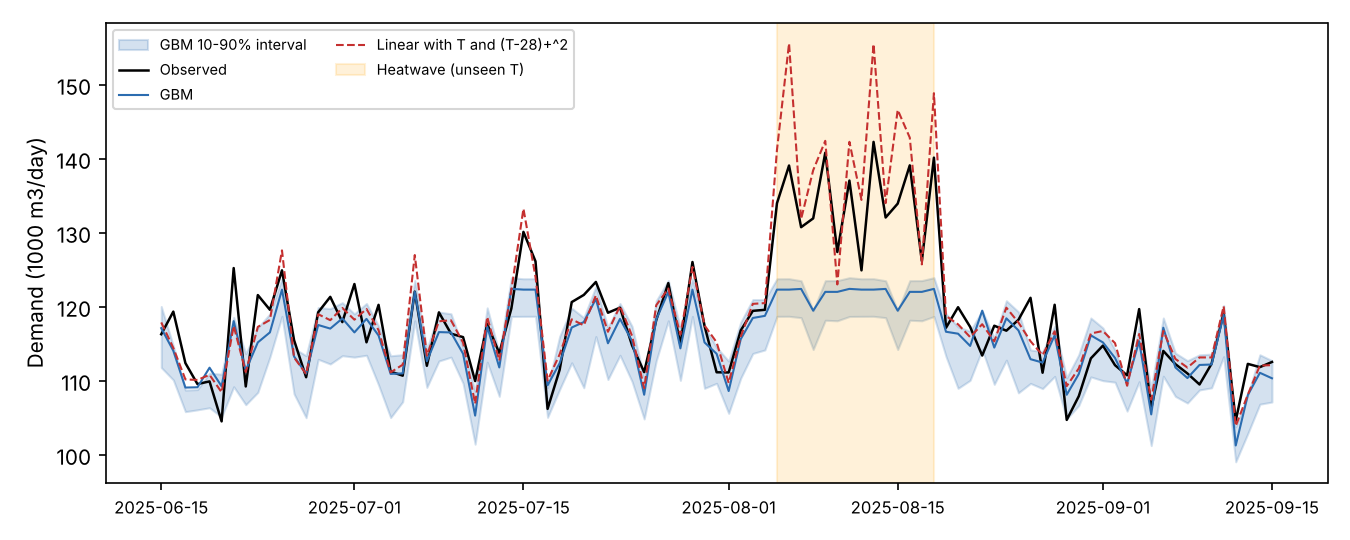 GBM 10-90% interval
Observed
GBM
Linear with T and (T-28)+^2
Heatwave (unseen T)
Demand (1000 m3/day)
150
140
130
120
110
100
2025-06-15
2025-07-01
2025-07-15
2025-08-01
2025-08-15
2025-09-01
2025-09-15